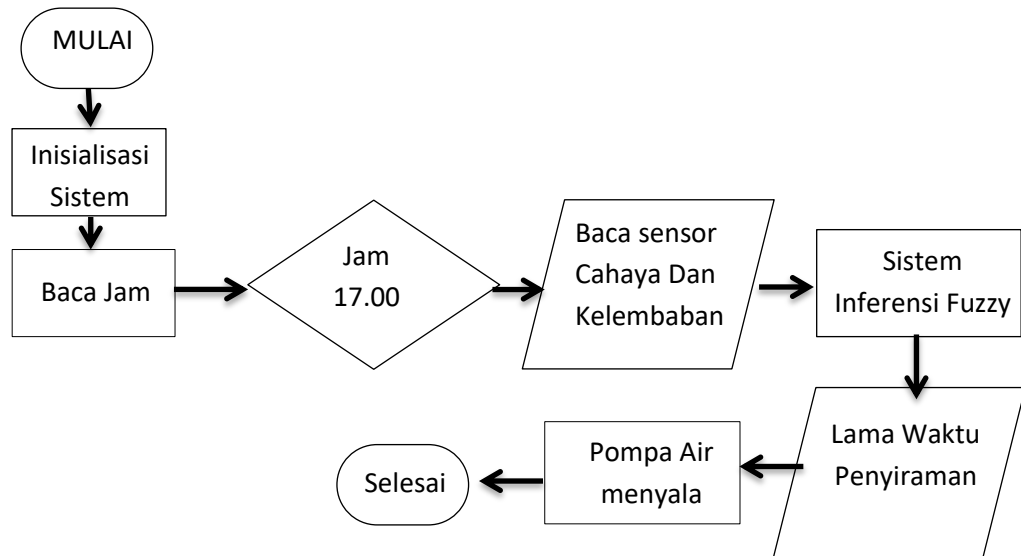 MULAI
Inisialisasi
Sistem
Baca Jam
Jam
17.00
Baca sensor
Cahaya Dan
Kelembaban
Sistem
Inferensi Fuzzy
Lama Waktu
Penyiraman
Pompa Air
menyala
Selesai